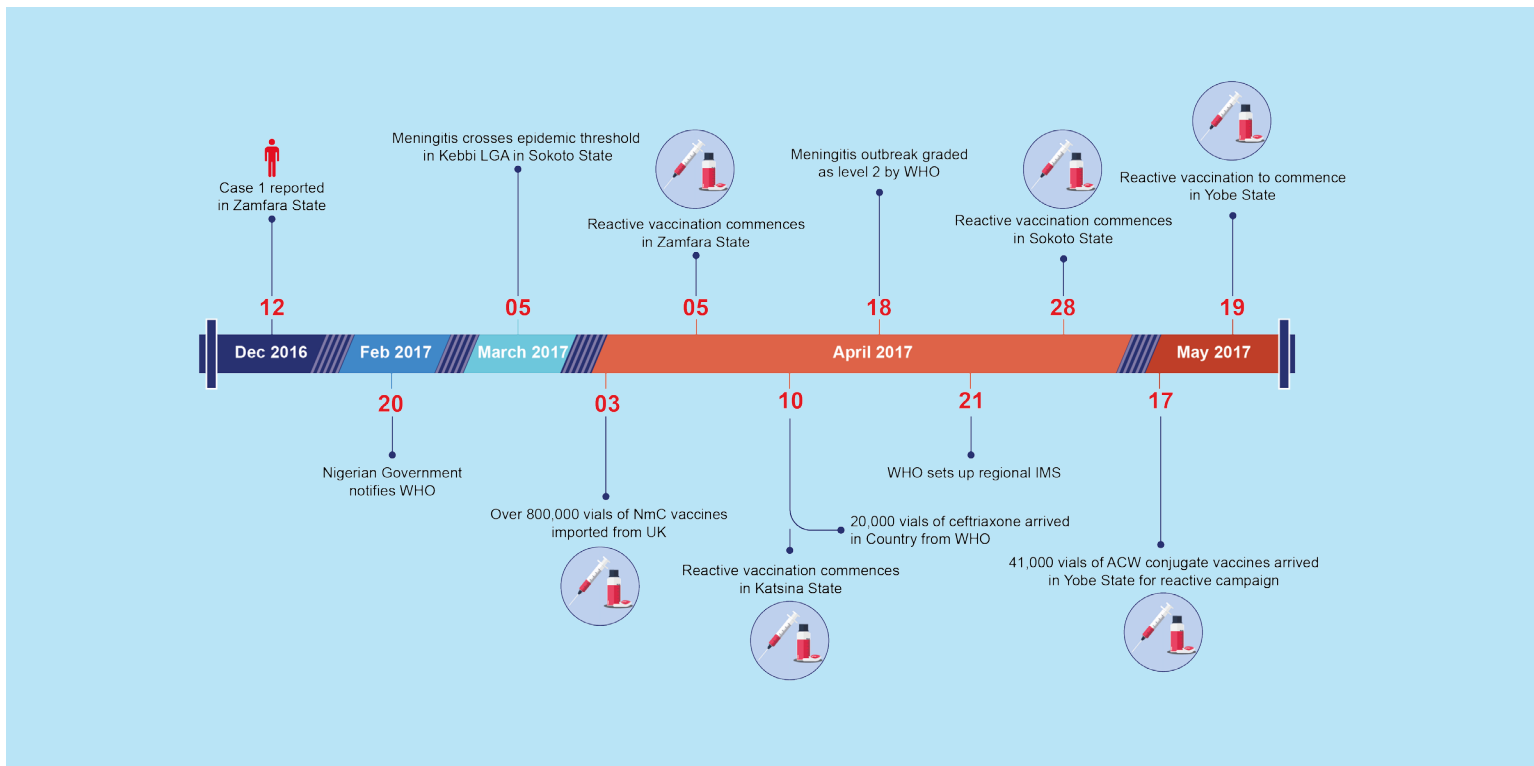 Case 1 reported
in Zamfara State
12
Meningitis crosses epidemic threshold
in Kebbi LGA in Sokoto State
05
Reactive vaccination commences
in Zamfara State
05
Meningitis outbreak graded
as level 2 by WHO
18
Reactive vaccination commences
in Sokoto State
28
Reactive vaccination to commence
in Yobe State
19
Dec 2016
Feb 2017
March 2017
April 2017
May 2017
20
Nigerian Government
notifies WHO
03
Over 800,000 vials of NmC vaccines
imported from UK
10
20,000 vials of ceftriaxone arrived
in Country from WHO
Reactive vaccination commences
in Katsina State
21
WHO sets up regional IMS
17
41,000 vials of ACW conjugate vaccines arrived
in Yobe State for reactive campaign